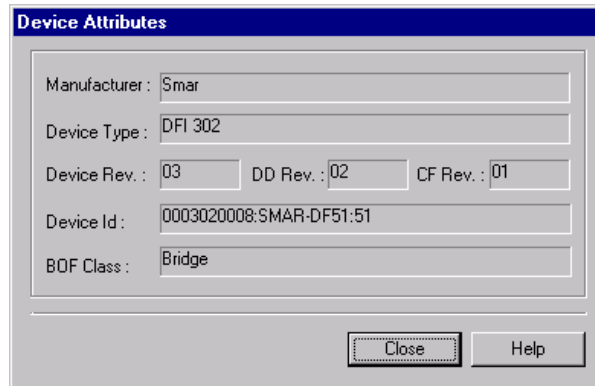 Device Attributes
Manufacturer : Smar
Device Type : DFI 302
Device Rev. : 03 DD Rev. : 02 CF Rev. : 01
Device Id : 0003020008:SMAR-DF51:51
BOF Class : Bridge
Close Help